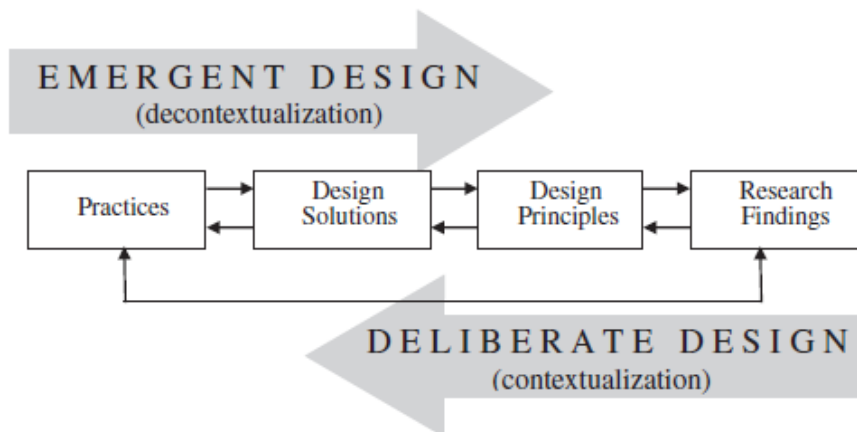 EMERGENT DESIGN
(decontextualization)
Practices
Design
Solutions
Design
Principles
Research
Findings
DELIBERATE DESIGN
(contextualization)